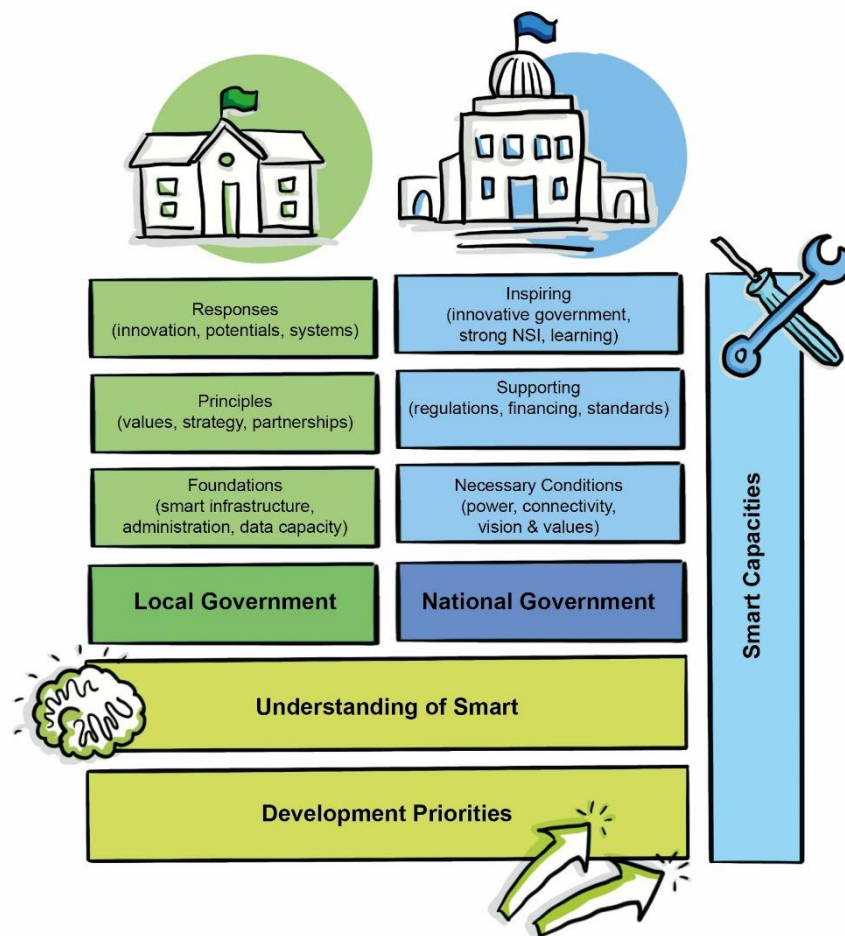 Responses
(innovation, potentials, systems)
Inspiring
(innovative government,
strong NSI, learning)
Principles
(values, strategy, partnerships)
Supporting
(regulations, financing, standards)
Foundations
(smart infrastructure,
administration, data capacity)
Necessary Conditions
(power, connectivity,
vision & values)
Local Government
National Government
Understanding of Smart
Development Priorities
Smart Capacities